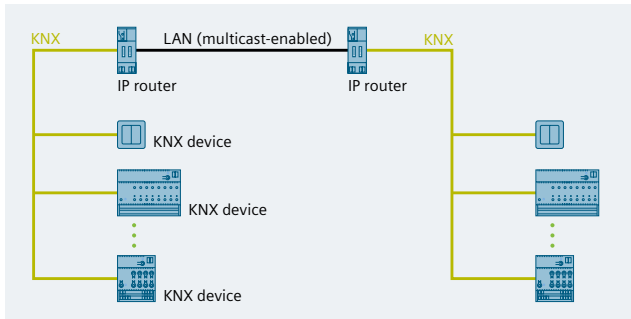 KNX
LAN (multicast-enabled)
KNX
IP router
IP router
KNX device
KNX device
KNX device